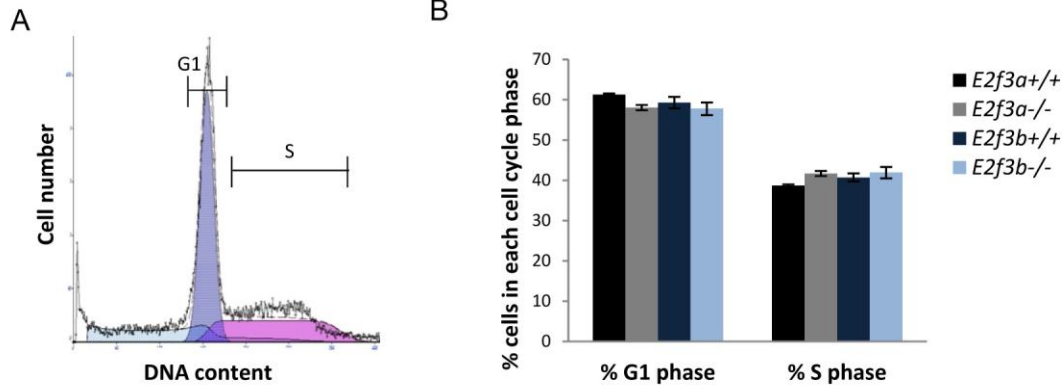 A
G1
S
Cell number
DNA content
B
70
60
50
40
30
20
10
0
% cells in each cell cycle phase
% G1 phase
% S phase
E2f3a+/+
E2f3a-/-
E2f3b+/+
E2f3b-/-